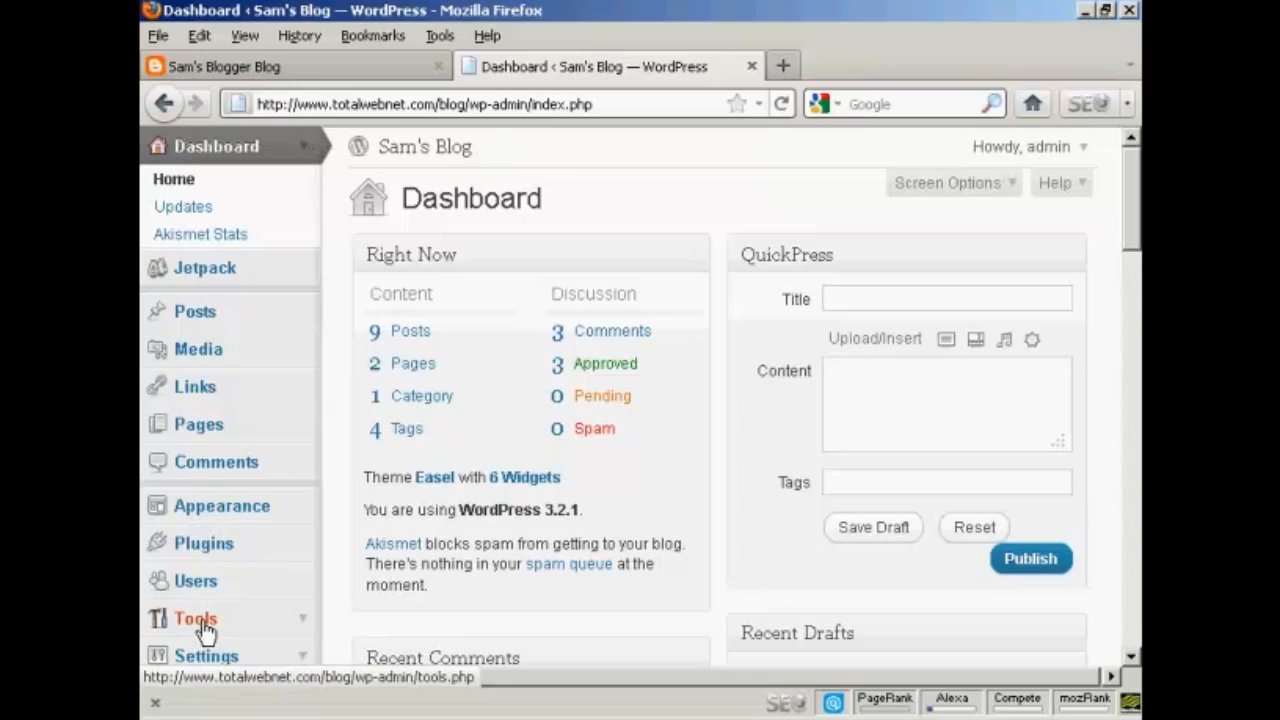 Dashboard ‹ Sam's Blog — WordPress - Mozilla Firefox
File Edit View History Bookmarks Tools Help
Sam's Blogger Blog
Dashboard ‹ Sam's Blog — WordPress
http://www.totalwebnet.com/blog/wp-admin/index.php
Google
SEO
Dashboard
Home
Updates
Akismet Stats
Jetpack
Posts
Media
Links
Pages
Comments
Appearance
Plugins
Users
Tools
Settings
Sam's Blog
Howdy, admin
Screen Options
Help
Dashboard
Right Now
Content
Discussion
9 Posts
3 Comments
2 Pages
3 Approved
1 Category
0 Pending
4 Tags
0 Spam
Theme Easel with 6 Widgets
You are using WordPress 3.2.1.
Akismet blocks spam from getting to your blog.
There's nothing in your spam queue at the
moment.
Recent Comments
QuickPress
Title
Upload/Insert
Content
Tags
Save Draft
Reset
Publish
Recent Drafts
http://www.totalwebnet.com/blog/wp-admin/tools.php
SEO
PageRank
Alexa
Compete
mozRank